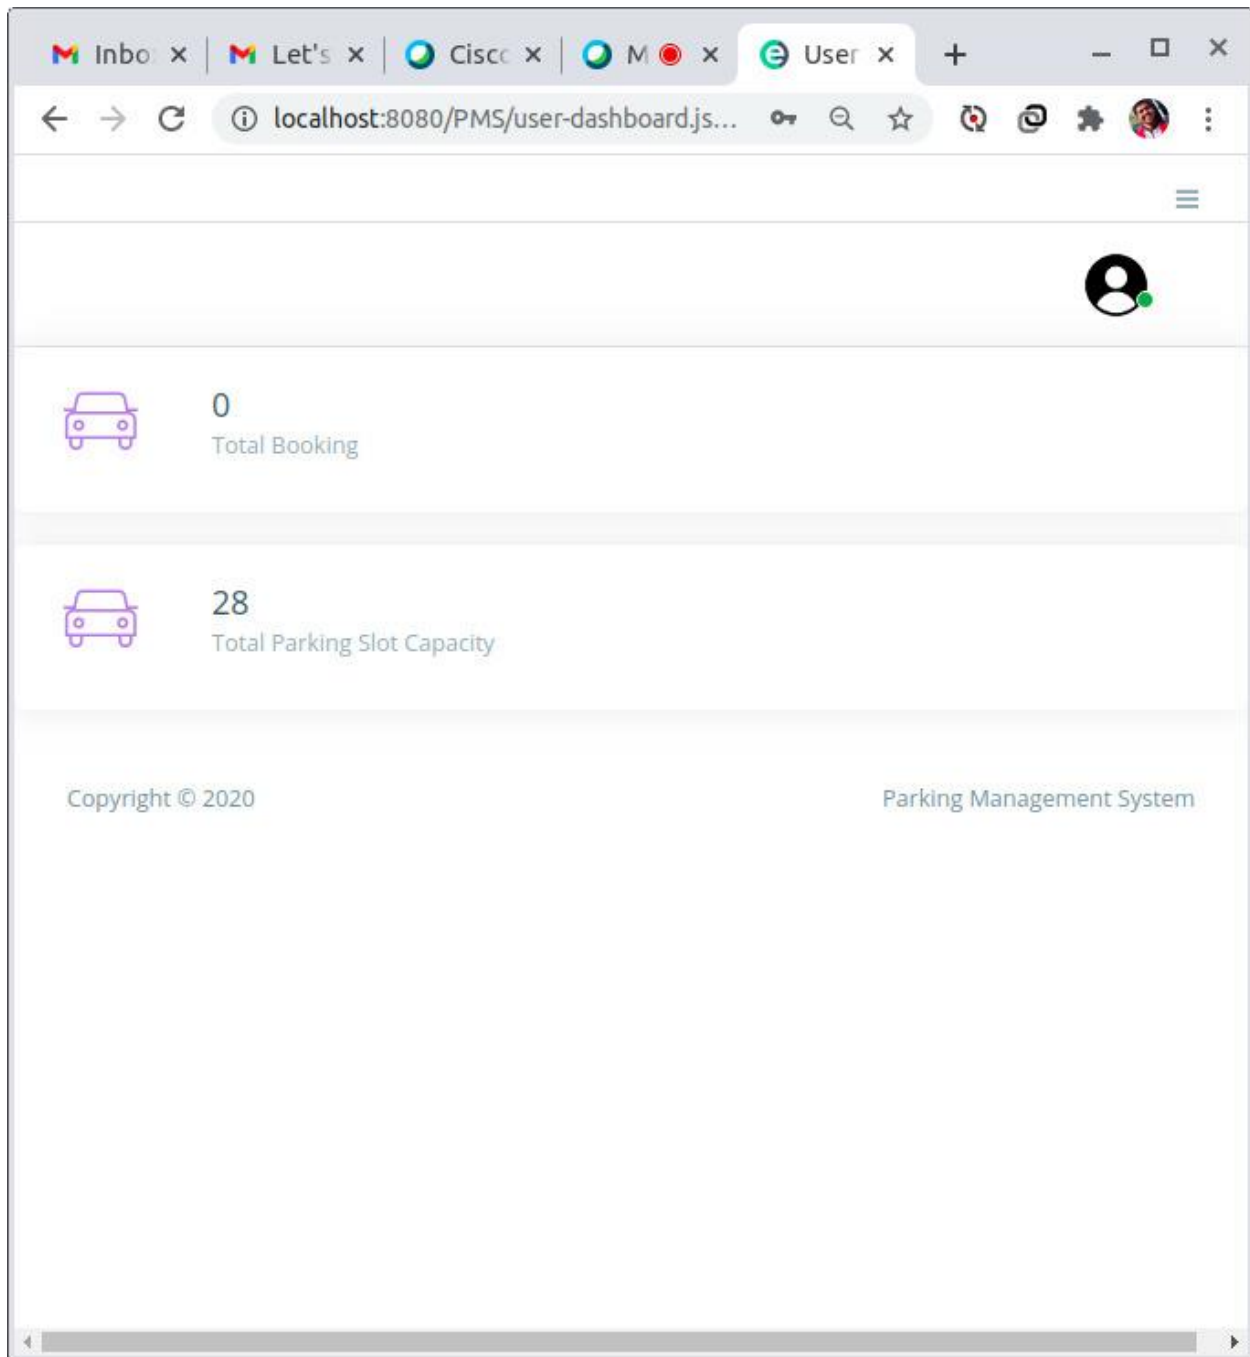 Inbo
Let's
Cisc
M
User
localhost:8080/PMS/user-dashboard.js...
0
Total Booking
28
Total Parking Slot Capacity
Copyright © 2020
Parking Management System